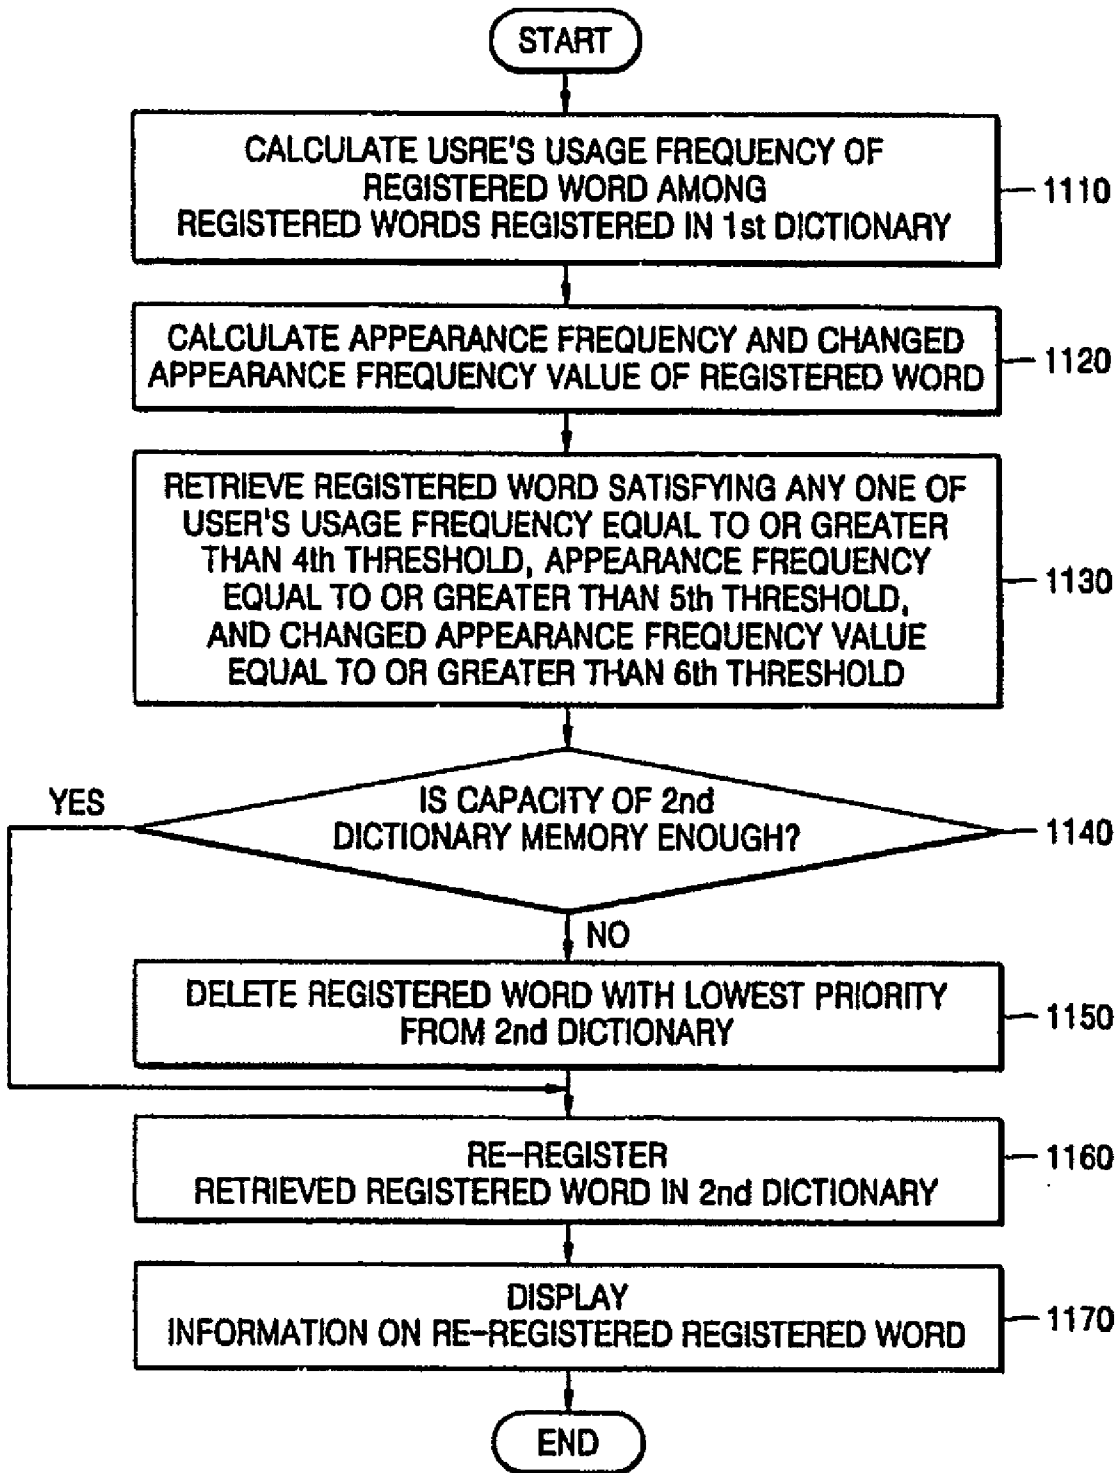 START
CALCULATE USRE'S USAGE FREQUENCY OF
REGISTERED WORD AMONG
REGISTERED WORDS REGISTERED IN 1st DICTIONARY
1110
CALCULATE APPEARANCE FREQUENCY AND CHANGED
APPEARANCE FREQUENCY VALUE OF REGISTERED WORD
1120
RETRIEVE REGISTERED WORD SATISFYING ANY ONE OF
USER'S USAGE FREQUENCY EQUAL TO OR GREATER
THAN 4th THRESHOLD, APPEARANCE FREQUENCY
EQUAL TO OR GREATER THAN 5th THRESHOLD,
AND CHANGED APPEARANCE FREQUENCY VALUE
EQUAL TO OR GREATER THAN 6th THRESHOLD
1130
YES
IS CAPACITY OF 2nd
DICTIONARY MEMORY ENOUGH?
1140
NO
DELETE REGISTERED WORD WITH LOWEST PRIORITY
FROM 2nd DICTIONARY
1150
RE-REGISTER
RETRIEVED REGISTERED WORD IN 2nd DICTIONARY
1160
DISPLAY
INFORMATION ON RE-REGISTERED REGISTERED WORD
1170
END